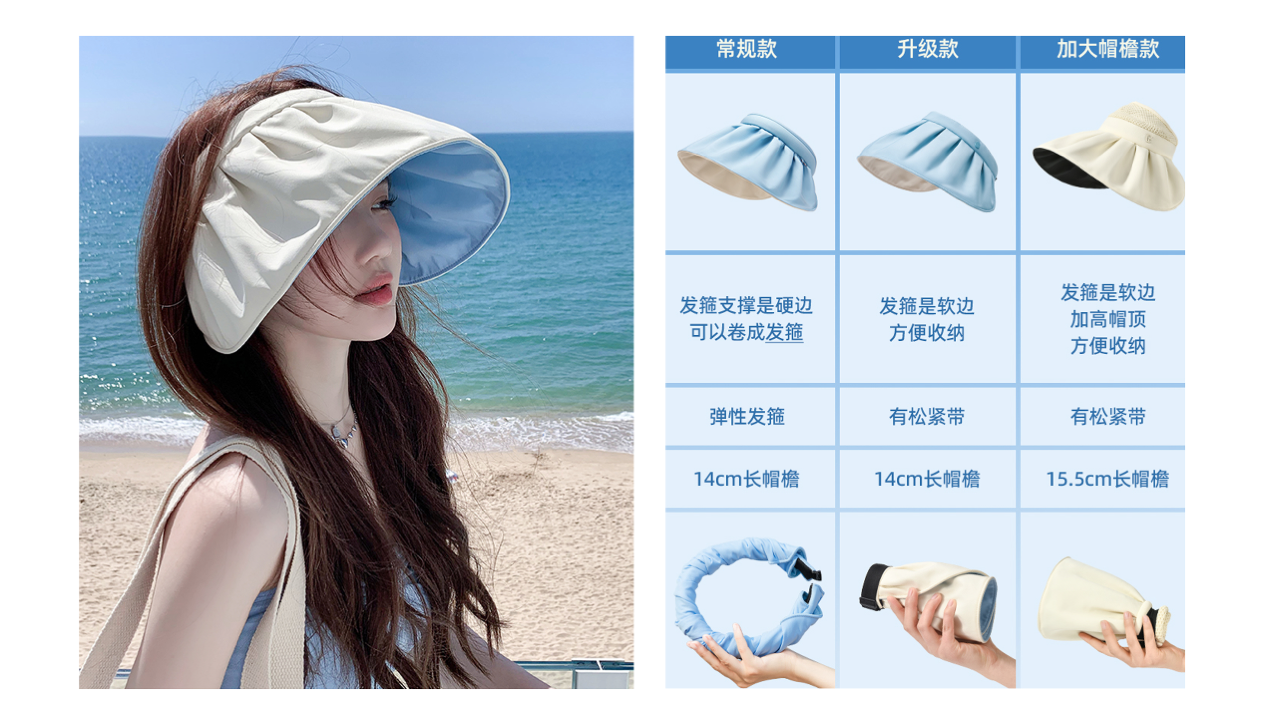 常规款
升级款
加大帽檐款
发箍支撑是硬边
可以卷成发箍
发箍是软边
方便收纳
发箍是软边
加高帽顶
方便收纳
弹性发箍
有松紧带
有松紧带
14cm长帽檐
14cm长帽檐
15.5cm长帽檐